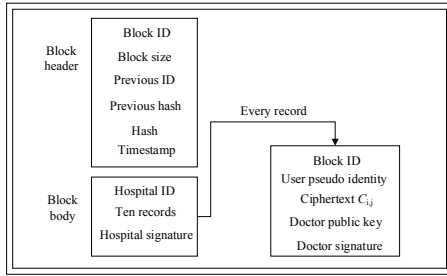 Block
header
Block ID
Block size
Previous ID
Previous hash
Hash
Timestamp
Block
body
Hospital ID
Ten records
Hospital signature
Every record
Block ID
User pseudo identity
Ciphertext C_{i,j}
Doctor public key
Doctor signature